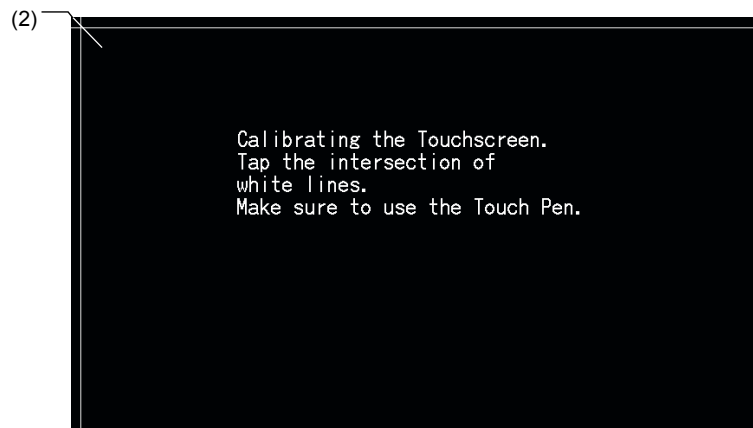 (2)
Calibrating the Touchscreen.
Tap the intersection of
white lines.
Make sure to use the Touch Pen.